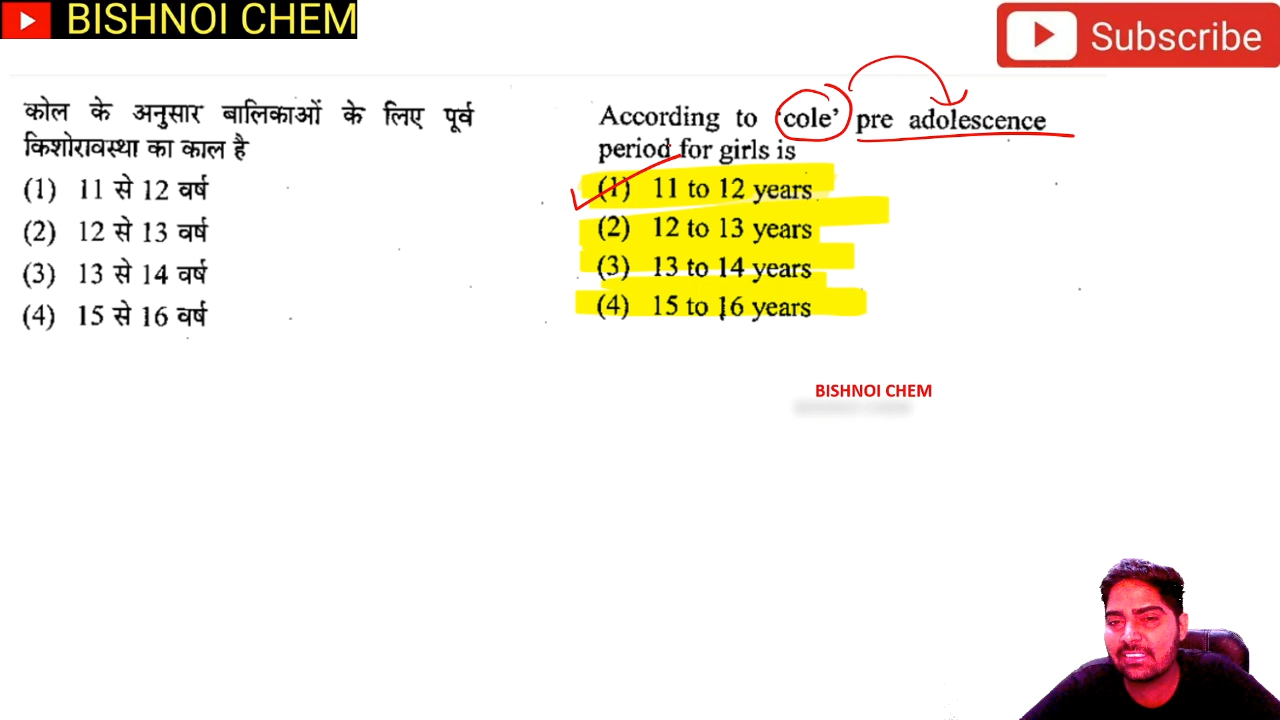 BISHNOI CHEM
Subscribe
कोल के अनुसार बालिकाओं के लिए पूर्व
किशोरावस्था का काल है
(1) 11 से 12 वर्ष
(2) 12 से 13 वर्ष
(3) 13 से 14 वर्ष
(4) 15 से 16 वर्ष
According to 'cole' pre adolescence
period for girls is
(1) 11 to 12 years
(2) 12 to 13 years
(3) 13 to 14 years
(4) 15 to 16 years
BISHNOI CHEM